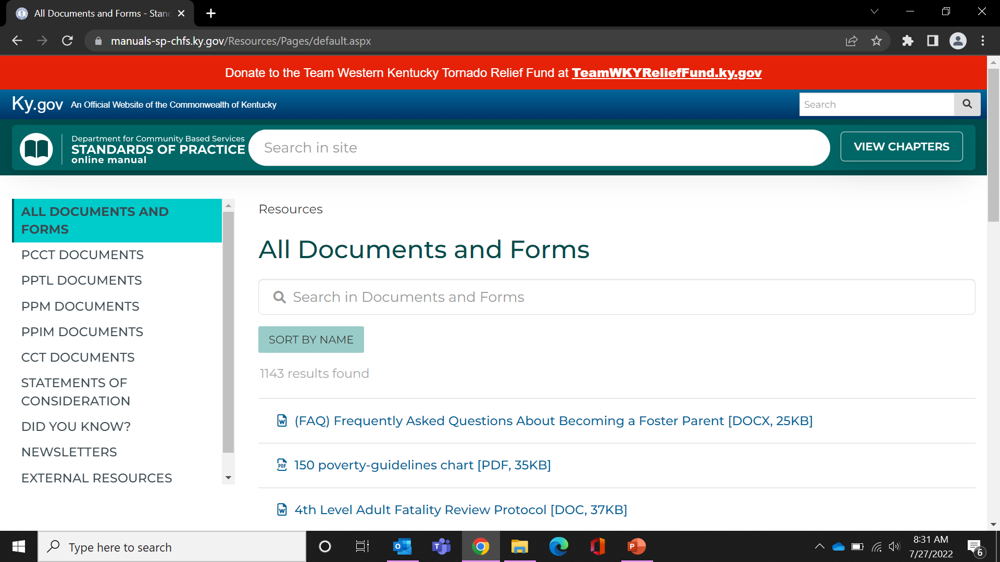 All Documents and Forms - Stand
manuals-sp-chfs.ky.gov/Resources/Pages/default.aspx
Donate to the Team Western Kentucky Tornado Relief Fund at TeamWKYReliefFund.ky.gov
Ky.gov An Official Website of the Commonwealth of Kentucky
Search
Department for Community Based Services
STANDARDS OF PRACTICE
online manual
Search in site
VIEW CHAPTERS
ALL DOCUMENTS AND
FORMS
PCCT DOCUMENTS
PPTL DOCUMENTS
PPM DOCUMENTS
PPIM DOCUMENTS
CCT DOCUMENTS
STATEMENTS OF
CONSIDERATION
DID YOU KNOW?
NEWSLETTERS
EXTERNAL RESOURCES
Resources
All Documents and Forms
Search in Documents and Forms
SORT BY NAME
1143 results found
(FAQ) Frequently Asked Questions About Becoming a Foster Parent [DOCX, 25KB]
150 poverty-guidelines chart [PDF, 35KB]
4th Level Adult Fatality Review Protocol [DOC, 37KB]
Type here to search
8:31 AM
7/27/2022
6